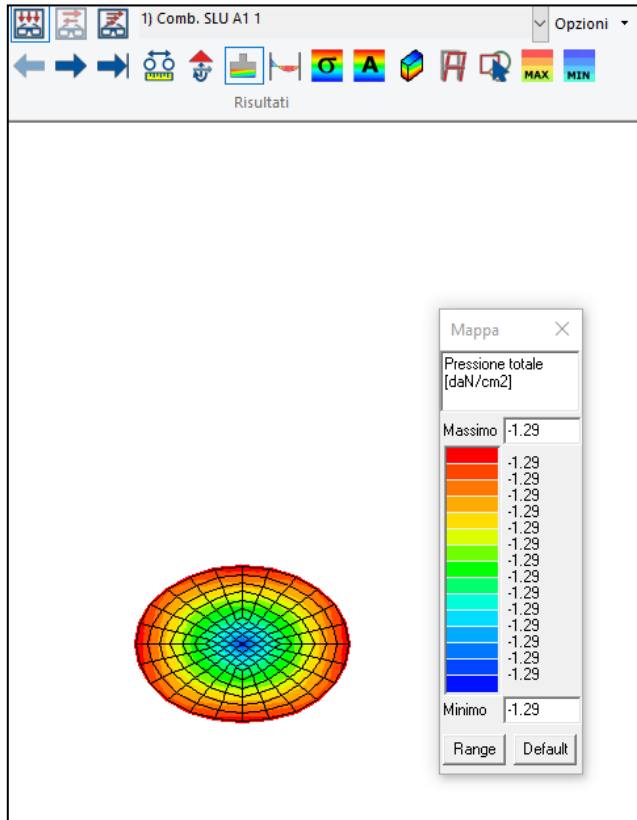 1) Comb. SLU A1 1
Opzioni
σ
A
MAX
MIN
Risultati
Mappa
Pressione totale
[daN/cm2]
Massimo -1.29
-1.29
-1.29
-1.29
-1.29
-1.29
-1.29
-1.29
-1.29
-1.29
-1.29
-1.29
-1.29
-1.29
-1.29
Minimo -1.29
Range Default